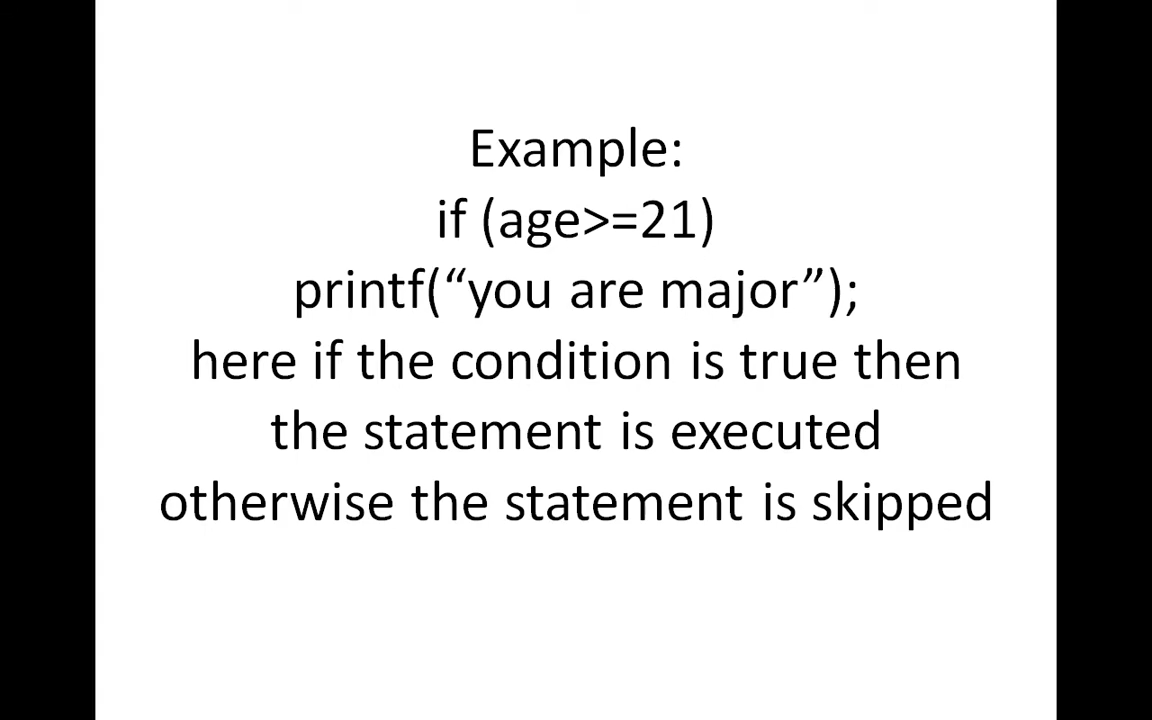 Example:
if (age>=21)
printf(“you are major”);
here if the condition is true then
the statement is executed
otherwise the statement is skipped